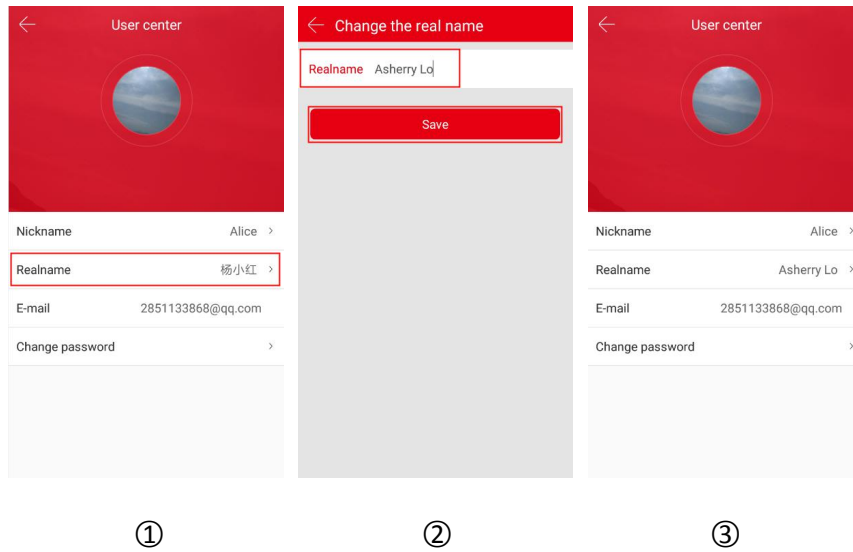 User center
Nickname Alice
Realname 杨小红
E-mail 2851133868@qq.com
Change password
Change the real name
Realname Asherry Lo
Save
User center
Nickname Alice
Realname Asherry Lo
E-mail 2851133868@qq.com
Change password
① ② ③